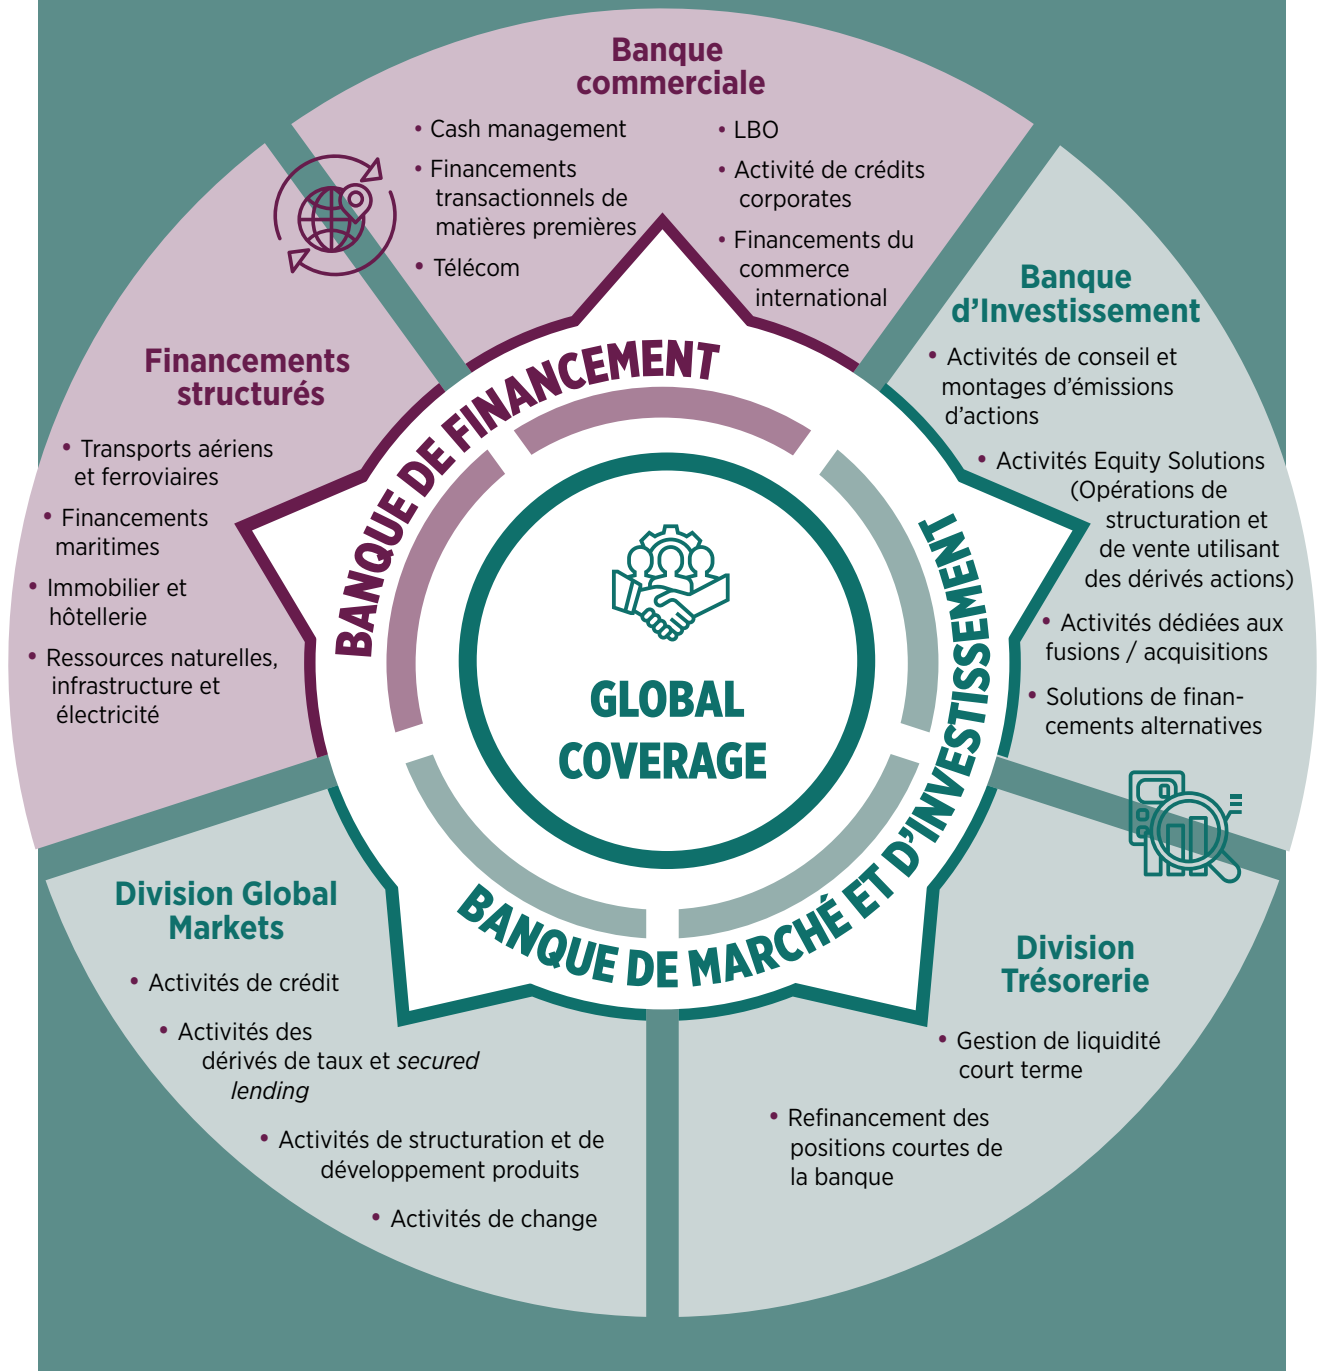 Banque
commerciale
• Cash management
• Financements
transactionnels de
matières premières
• Télécom
• LBO
• Activité de crédits
corporates
• Financements du
commerce
international
Banque
d’Investissement
• Activités de conseil et
montages d’émissions
d’actions
• Activités Equity Solutions
(Opérations de
structuration et
de vente utilisant
des dérivés actions)
• Activités dédiées aux
fusions / acquisitions
• Solutions de finan-
cements alternatives
Financements
structurés
• Transports aériens
et ferroviaires
• Financements
maritimes
• Immobilier et
hôtellerie
• Ressources naturelles,
infrastructure et
électricité
BANQUE DE FINANCEMENT
GLOBAL
COVERAGE
BANQUE DE MARCHÉ ET D’INVESTISSEMENT
Division Global
Markets
• Activités de crédit
• Activités des
dérivés de taux et secured
lending
• Activités de structuration et de
développement produits
• Activités de change
Division
Trésorerie
• Gestion de liquidité
court terme
• Refinancement des
positions courtes de
la banque